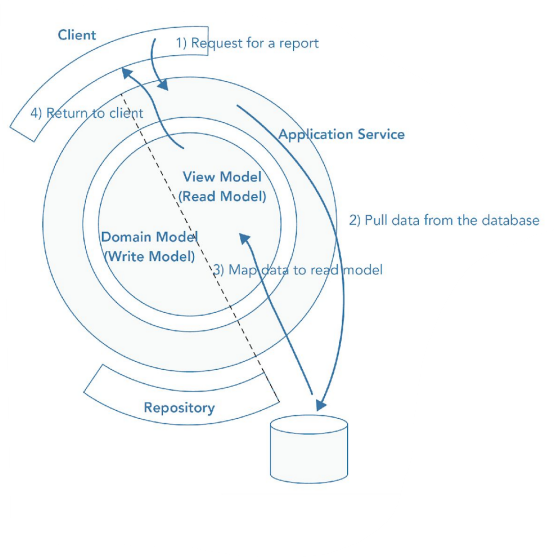 Client
1) Request for a report
4) Return to client
Application Service
View Model
(Read Model)
2) Pull data from the database
Domain Model
(Write Model)
3) Map data to read model
Repository